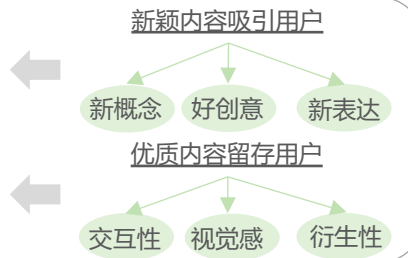 新颖内容吸引用户
新概念 好创意 新表达
优质内容留存用户
交互性 视觉感 衍生性